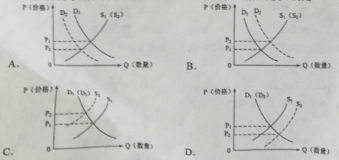 P (价格)
D₂ D₁ S₁ (S₂)
P₁
P₂
0 Q (数量)
A.
P (价格)
D₁ D₂ S₁ (S₂)
P₂
P₁
0 Q (数量)
B.
P (价格)
D₁ (D₂) S₂ S₁
P₂
P₁
0 Q (数量)
C.
P (价格)
D₁ (D₂) S₁ S₂
P₁
P₂
0 Q (数量)
D.